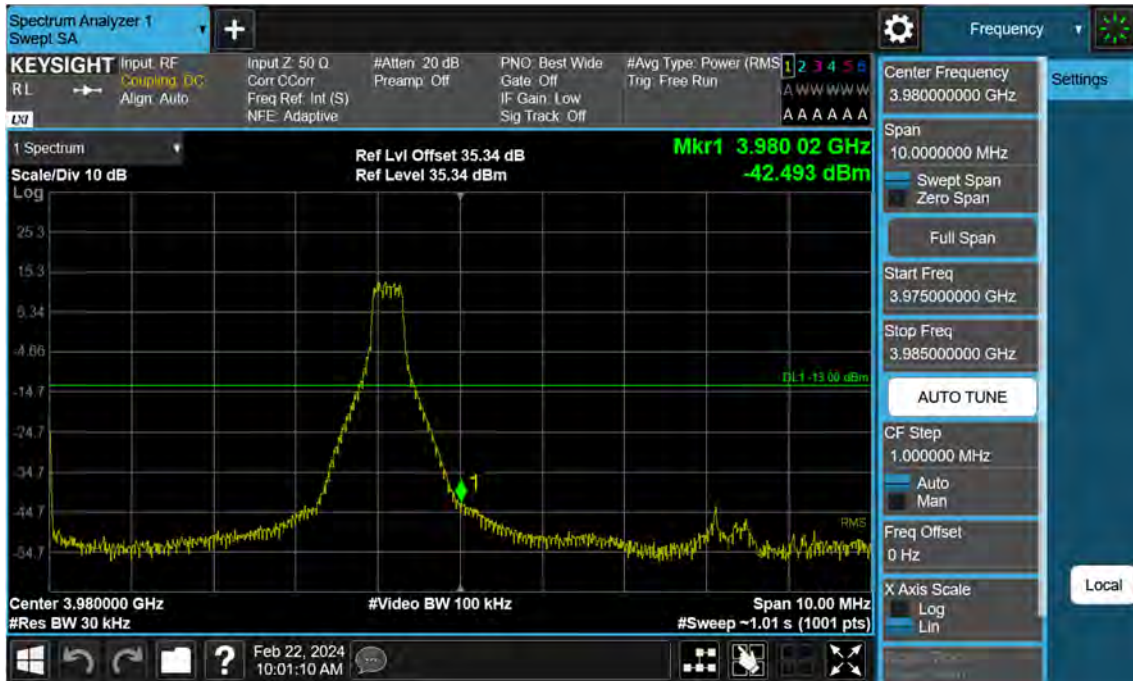 Spectrum Analyzer 1
Swept SA
+
Frequency
KEYSIGHT
RL
LXI
Input: RF
Coupling: DC
Align: Auto
Input Z: 50 Ω
Corr CCorr
Freq Ref: Int (S)
NFE: Adaptive
#Atten: 20 dB
Preamp: Off
PNO: Best Wide
Gate: Off
IF Gain: Low
Sig Track: Off
#Avg Type: Power (RMS
Trig: Free Run
1 2 3 4 5 6
A W W W W W
A A A A A A
1 Spectrum
Scale/Div 10 dB
Ref Lvl Offset 35.34 dB
Ref Level 35.34 dBm
Mkr1 3.980 02 GHz
-42.493 dBm
Log
25.3
15.3
5.34
-4.66
DL1 -13.00 dBm
-14.7
-24.7
-34.7
1
-44.7
RMS
-54.7
Center 3.980000 GHz
#Res BW 30 kHz
#Video BW 100 kHz
Span 10.00 MHz
#Sweep ~1.01 s (1001 pts)
Feb 22, 2024
10:01:10 AM
?
Center Frequency
3.980000000 GHz
Settings
Span
10.0000000 MHz
Swept Span
Zero Span
Full Span
Start Freq
3.975000000 GHz
Stop Freq
3.985000000 GHz
AUTO TUNE
CF Step
1.000000 MHz
Auto
Man
Freq Offset
0 Hz
X Axis Scale
Log
Lin
Local